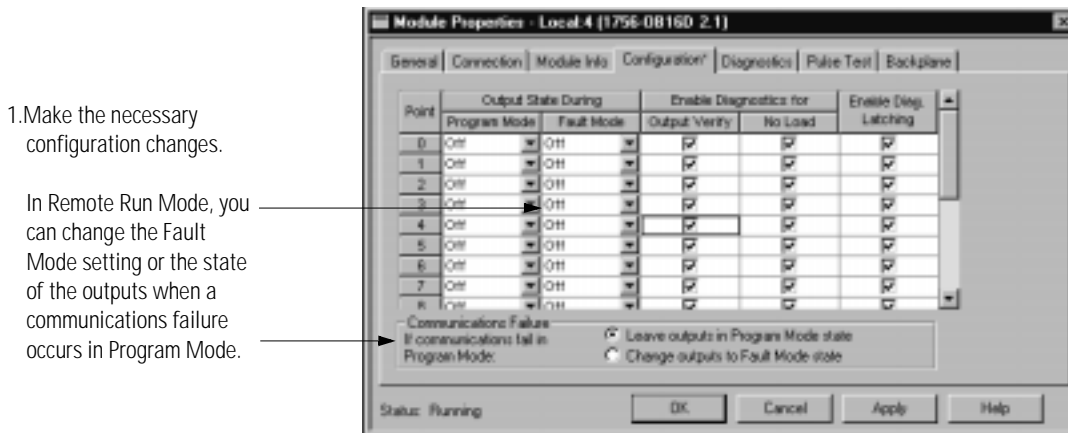 1.Make the necessary
configuration changes.
In Remote Run Mode, you
can change the Fault
Mode setting or the state
of the outputs when a
communications failure
occurs in Program Mode.
Module Properties - Local:4 (1756-OB16D 2.1)
General Connection Module Info Configuration* Diagnostics Pulse Test Backplane
Point Output State During Enable Diagnostics for Enable Diag. Latching
Program Mode Fault Mode Output Verify No Load
0 Off Off
1 Off Off
2 Off Off
3 Off Off
4 Off Off
5 Off Off
6 Off Off
7 Off Off
8 Off Off
Communications Failure
If communications fail in
Program Mode:
Leave outputs in Program Mode state
Change outputs to Fault Mode state
Status: Running OK Cancel Apply Help